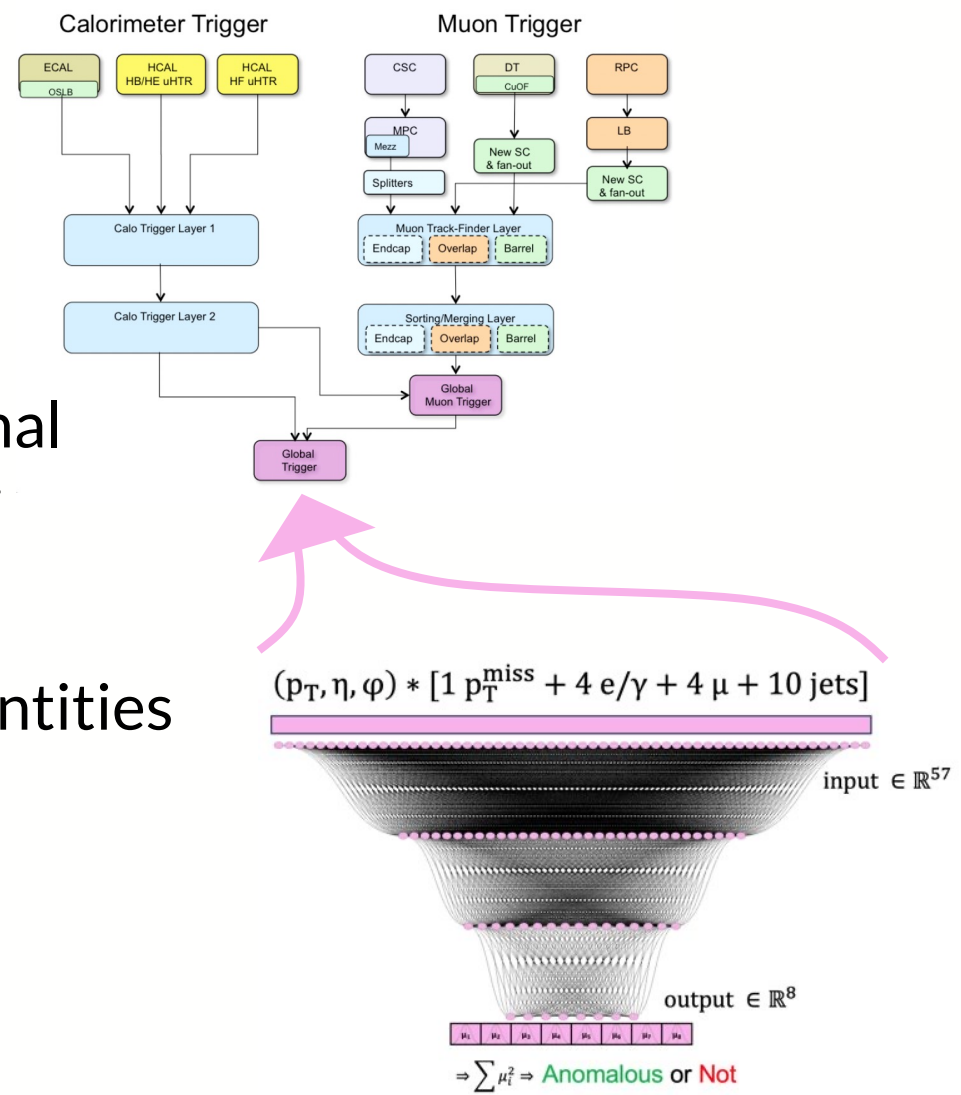 Calorimeter Trigger
Muon Trigger
ECAL
OSLB
HCAL
HB/HE uHTR
HCAL
HF uHTR
CSC
DT
CuOF
RPC
MPC
Mezz
LB
New SC
& fan-out
Splitters
New SC
& fan-out
Calo Trigger Layer 1
Muon Track-Finder Layer
Endcap
Overlap
Barrel
Calo Trigger Layer 2
Sorting/Merging Layer
Endcap
Overlap
Barrel
Global
Muon Trigger
nal
Global
Trigger
ntities
(p_T, η, φ) * [1 p_T^miss + 4 e/γ + 4 μ + 10 jets]
input ∈ ℝ^57
output ∈ ℝ^8
μ₁ μ₂ μ₃ μ₄ μ₅ μ₆ μ₇ μ₈
⇒ ∑ μᵢ² ⇒ Anomalous or Not